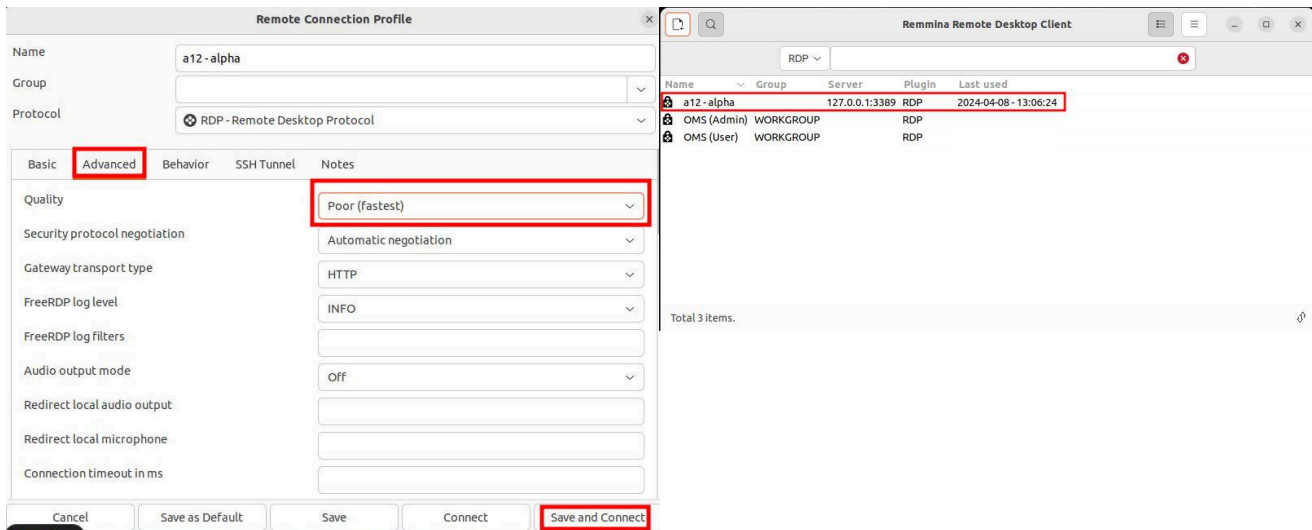 Remote Connection Profile
Name
a12 - alpha
Group
Protocol
RDP - Remote Desktop Protocol
Basic Advanced Behavior SSH Tunnel Notes
Quality
Poor (fastest)
Security protocol negotiation
Automatic negotiation
Gateway transport type
HTTP
FreeRDP log level
INFO
FreeRDP log filters
Audio output mode
Off
Redirect local audio output
Redirect local microphone
Connection timeout in ms
Cancel Save as Default Save Connect Save and Connect
Remmina Remote Desktop Client
RDP
Name Group Server Plugin Last used
a12 - alpha 127.0.0.1:3389 RDP 2024-04-08 - 13:06:24
OMS (Admin) WORKGROUP RDP
OMS (User) WORKGROUP RDP
Total 3 items.